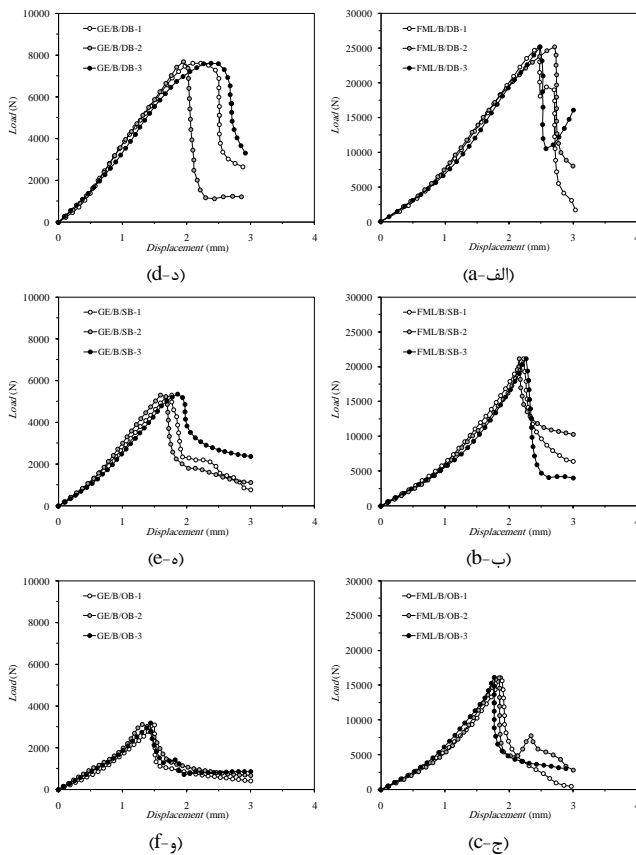 GE/B/DB-1
GE/B/DB-2
GE/B/DB-3
Load (N)
10000
8000
6000
4000
2000
0
0 1 2 3 4
Displacement (mm)
(d-د)
FML/B/DB-1
FML/B/DB-2
FML/B/DB-3
Load (N)
30000
25000
20000
15000
10000
5000
0
0 1 2 3 4
Displacement (mm)
(a-الف)
GE/B/SB-1
GE/B/SB-2
GE/B/SB-3
Load (N)
10000
8000
6000
4000
2000
0
0 1 2 3 4
Displacement (mm)
(e-ه)
FML/B/SB-1
FML/B/SB-2
FML/B/SB-3
Load (N)
30000
25000
20000
15000
10000
5000
0
0 1 2 3 4
Displacement (mm)
(b-ب)
GE/B/OB-1
GE/B/OB-2
GE/B/OB-3
Load (N)
10000
8000
6000
4000
2000
0
0 1 2 3 4
Displacement (mm)
(f-و)
FML/B/OB-1
FML/B/OB-2
FML/B/OB-3
Load (N)
30000
25000
20000
15000
10000
5000
0
0 1 2 3 4
Displacement (mm)
(c-ج)